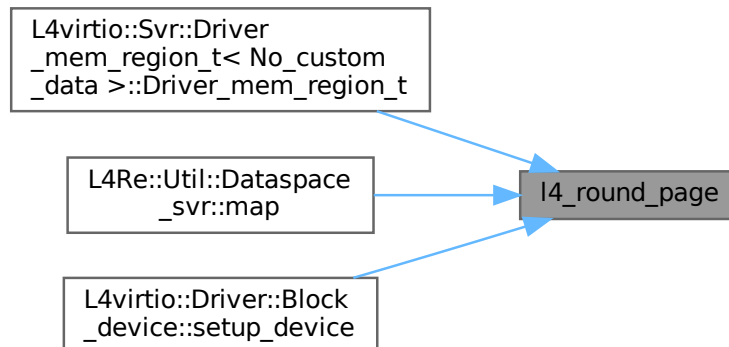 L4virtio::Svr::Driver
_mem_region_t< No_custom
_data >::Driver_mem_region_t
L4Re::Util::Dataspace
_svr::map
l4_round_page
L4virtio::Driver::Block
_device::setup_device